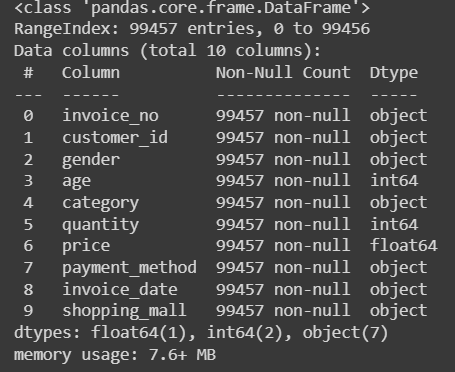 <class 'pandas.core.frame.DataFrame'>
RangeIndex: 99457 entries, 0 to 99456
Data columns (total 10 columns):
 #   Column          Non-Null Count  Dtype
---  ------          --------------  -----
 0   invoice_no      99457 non-null  object
 1   customer_id     99457 non-null  object
 2   gender          99457 non-null  object
 3   age             99457 non-null  int64
 4   category        99457 non-null  object
 5   quantity        99457 non-null  int64
 6   price           99457 non-null  float64
 7   payment_method  99457 non-null  object
 8   invoice_date    99457 non-null  object
 9   shopping_mall   99457 non-null  object
dtypes: float64(1), int64(2), object(7)
memory usage: 7.6+ MB